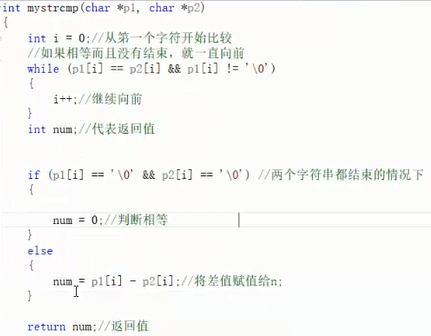 int mystrcmp(char *p1, char *p2)
{
int i = 0;//从第一个字符开始比较
//如果相等而且没有结束，就一直向前
while (p1[i] == p2[i] && p1[i] != '\0')
{
i++;//继续向前
}
int num;//代表返回值
if (p1[i] == '\0' && p2[i] == '\0') //两个字符串都结束的情况下
{
num = 0;//判断相等
}
else
{
num = p1[i] - p2[i];//将差值赋值给n;
}
return num;//返回值